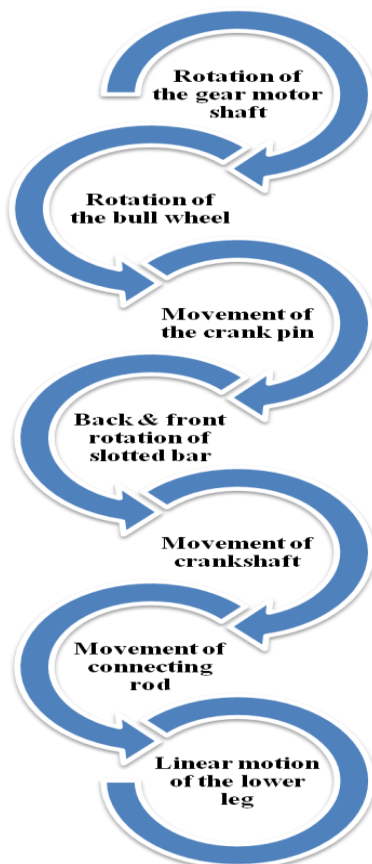 Rotation of
the gear motor
shaft
Rotation of
the bull wheel
Movement of
the crank pin
Back & front
rotation of
slotted bar
Movement of
crankshaft
Movement of
connecting
rod
Linear motion
of the lower
leg